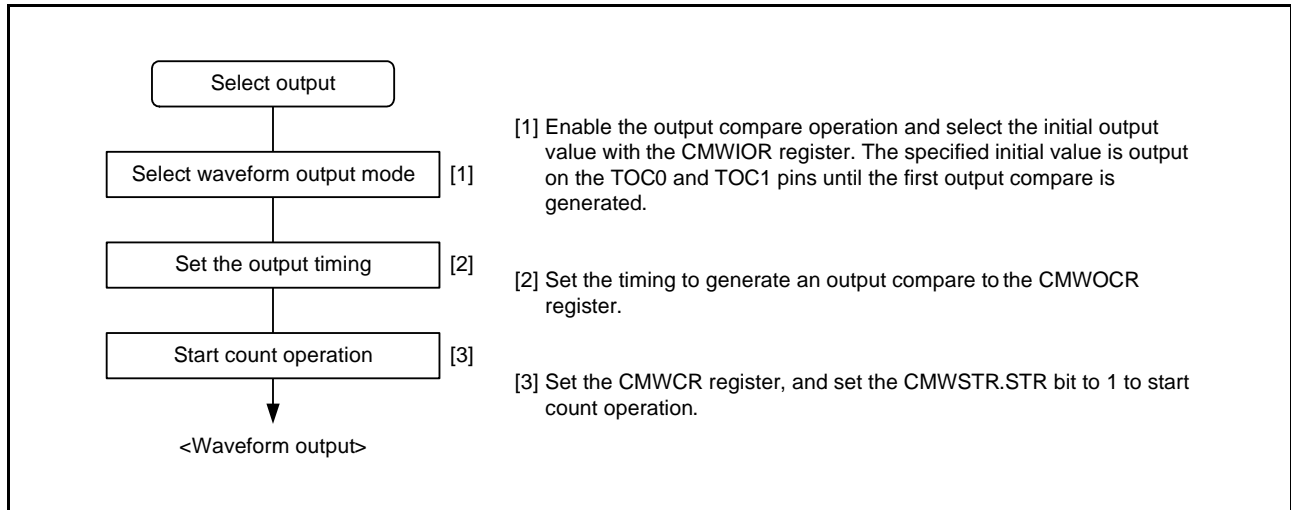 Select output
Select waveform output mode [1]
Set the output timing [2]
Start count operation [3]
<Waveform output>
[1] Enable the output compare operation and select the initial output
value with the CMWIOR register. The specified initial value is output
on the TOC0 and TOC1 pins until the first output compare is
generated.
[2] Set the timing to generate an output compare to the CMWOCR
register.
[3] Set the CMWCR register, and set the CMWSTR.STR bit to 1 to start
count operation.